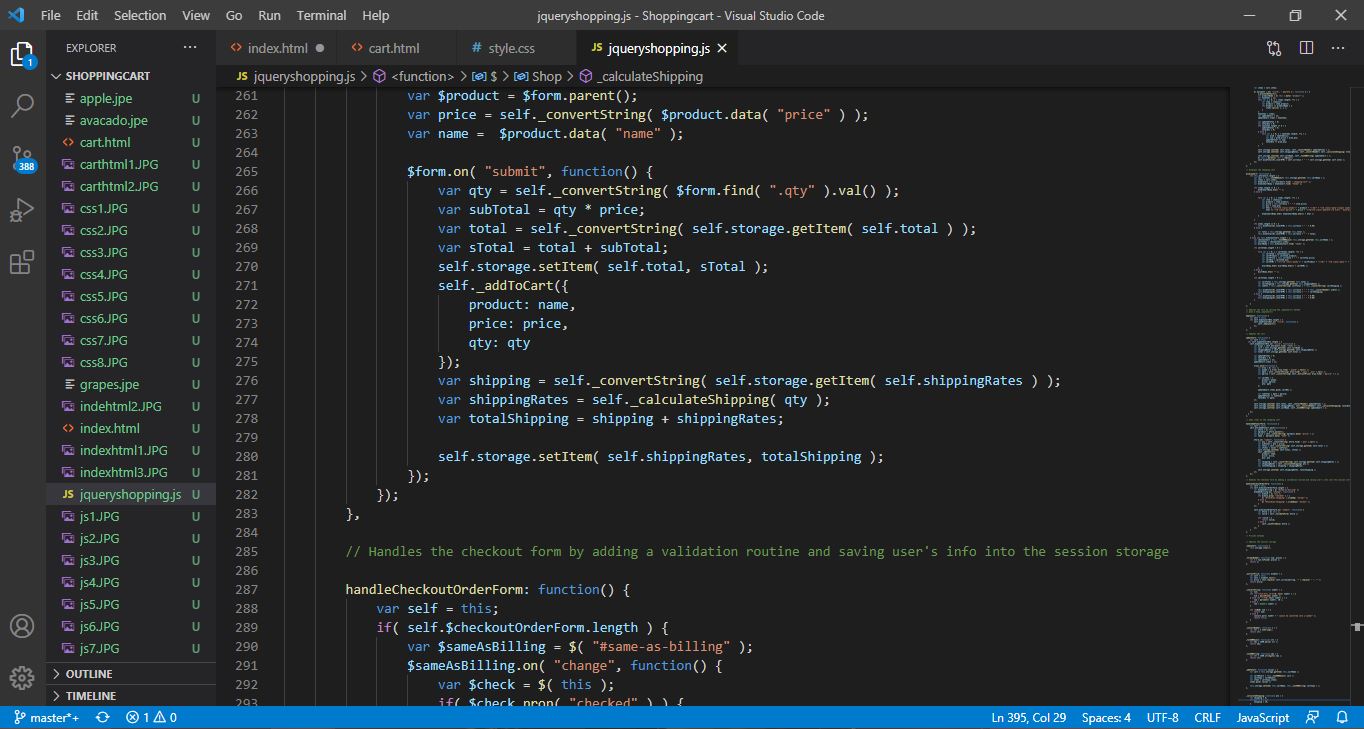 File Edit Selection View Go Run Terminal Help jqueryshopping.js - Shoppingcart - Visual Studio Code
EXPLORER
index.html
cart.html
# style.css
JS jqueryshopping.js
JS jqueryshopping.js > <function> > $ > Shop > _calculateShipping
1
388
SHOPPINGCART
apple.jpe U
avacado.jpe U
cart.html U
carthtml1.JPG U
carthtml2.JPG U
css1.JPG U
css2.JPG U
css3.JPG U
css4.JPG U
css5.JPG U
css6.JPG U
css7.JPG U
css8.JPG U
grapes.jpe U
indehtml2.JPG U
index.html U
indexhtml1.JPG U
indexhtml3.JPG U
JS jqueryshopping.js U
js1.JPG U
js2.JPG U
js3.JPG U
js4.JPG U
js5.JPG U
js6.JPG U
js7.JPG U
OUTLINE
TIMELINE
261 var $product = $form.parent();
262 var price = self._convertString( $product.data( "price" ) );
263 var name =  $product.data( "name" );
264
265 $form.on( "submit", function() {
266 var qty = self._convertString( $form.find( ".qty" ).val() );
267 var subTotal = qty * price;
268 var total = self._convertString( self.storage.getItem( self.total ) );
269 var sTotal = total + subTotal;
270 self.storage.setItem( self.total, sTotal );
271 self._addToCart({
272 product: name,
273 price: price,
274 qty: qty
275 });
276 var shipping = self._convertString( self.storage.getItem( self.shippingRates ) );
277 var shippingRates = self._calculateShipping( qty );
278 var totalShipping = shipping + shippingRates;
279
280 self.storage.setItem( self.shippingRates, totalShipping );
281 });
282 });
283 },
284
285 // Handles the checkout form by adding a validation routine and saving user's info into the session storage
286
287 handleCheckoutOrderForm: function() {
288 var self = this;
289 if( self.$checkoutOrderForm.length ) {
290 var $sameAsBilling = $( "#same-as-billing" );
291 $sameAsBilling.on( "change", function() {
292 var $check = $( this );
293 if( $check.prop( "checked" ) ) {
master*+ 1 0 Ln 395, Col 29 Spaces: 4 UTF-8 CRLF JavaScript